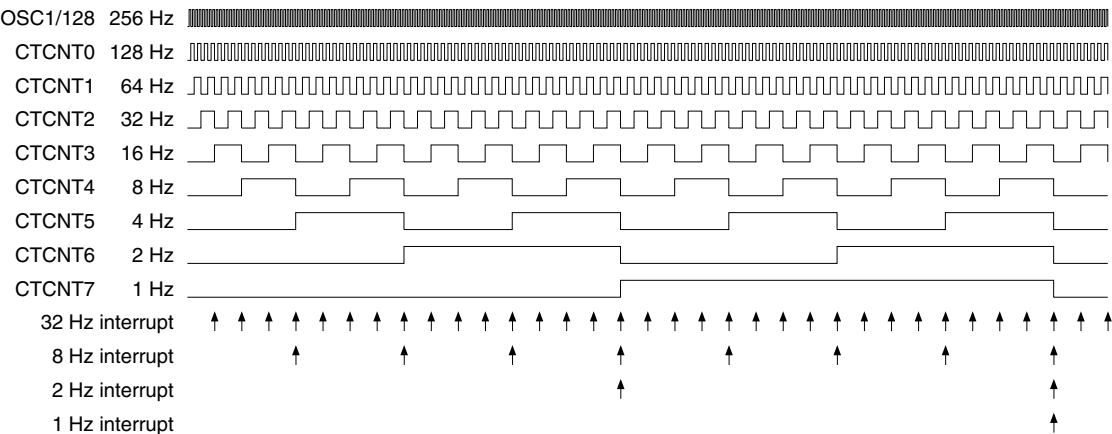 OSC1/128 256 Hz
CTCNT0 128 Hz
CTCNT1 64 Hz
CTCNT2 32 Hz
CTCNT3 16 Hz
CTCNT4 8 Hz
CTCNT5 4 Hz
CTCNT6 2 Hz
CTCNT7 1 Hz
32 Hz interrupt
8 Hz interrupt
2 Hz interrupt
1 Hz interrupt